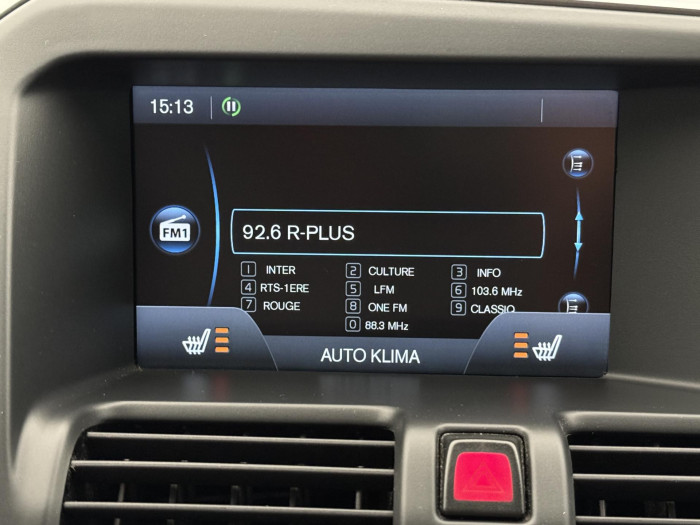 15:13
FM1
92.6 R-PLUS
1 INTER 2 CULTURE 3 INFO
4 RTS-1ERE 5 LFM 6 103.6 MHz
7 ROUGE 8 ONE FM 9 CLASSIQ
0 88.3 MHz
AUTO KLIMA